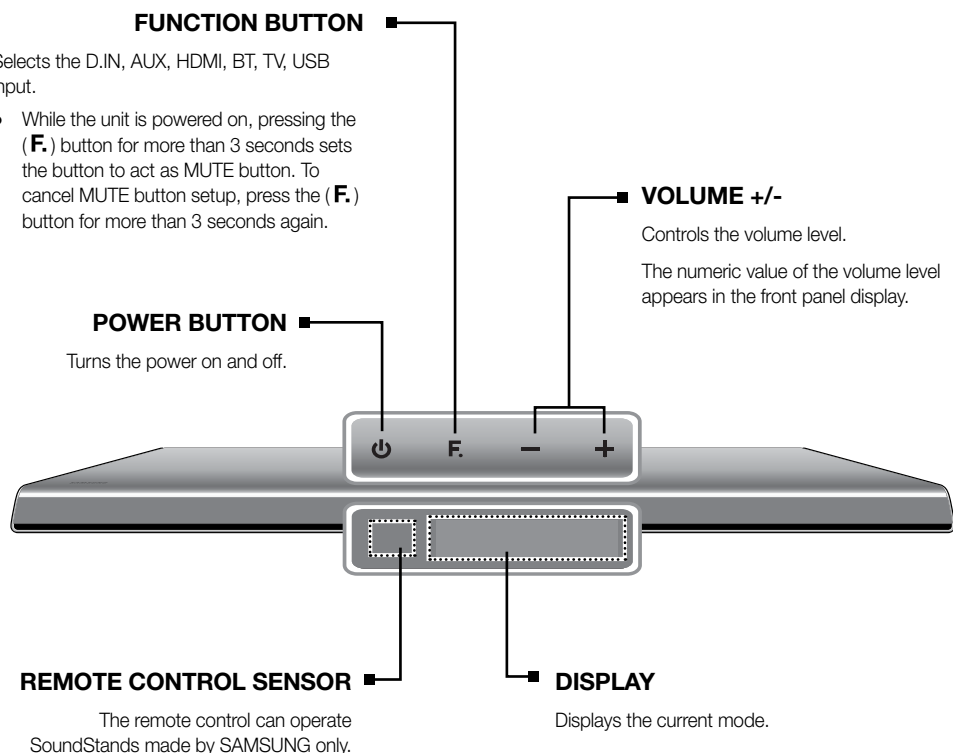 FUNCTION BUTTON
Selects the D.IN, AUX, HDMI, BT, TV, USB
input.
• While the unit is powered on, pressing the
(F.) button for more than 3 seconds sets
the button to act as MUTE button. To
cancel MUTE button setup, press the (F.)
button for more than 3 seconds again.
VOLUME +/-
Controls the volume level.
The numeric value of the volume level
appears in the front panel display.
POWER BUTTON
Turns the power on and off.
F. − +
REMOTE CONTROL SENSOR
The remote control can operate
SoundStands made by SAMSUNG only.
DISPLAY
Displays the current mode.